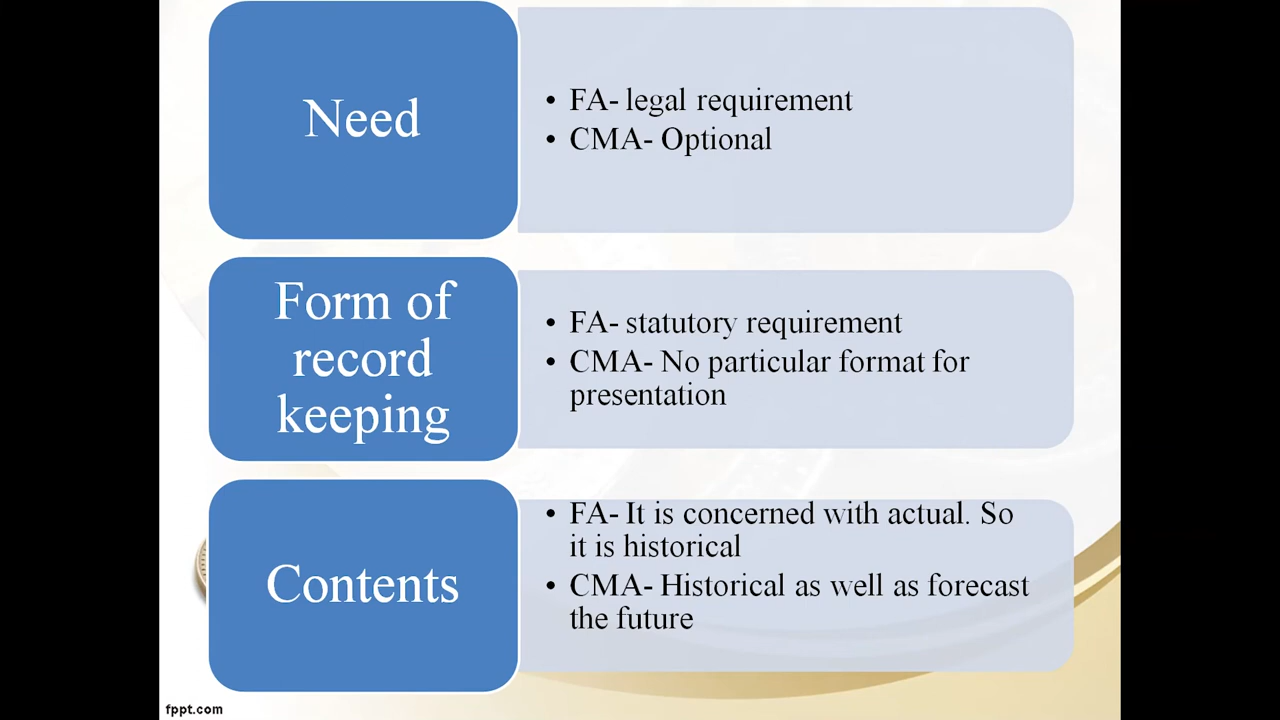 Need
• FA- legal requirement
• CMA- Optional
Form of
record
keeping
• FA- statutory requirement
• CMA- No particular format for
presentation
Contents
• FA- It is concerned with actual. So
it is historical
• CMA- Historical as well as forecast
the future
fppt.com